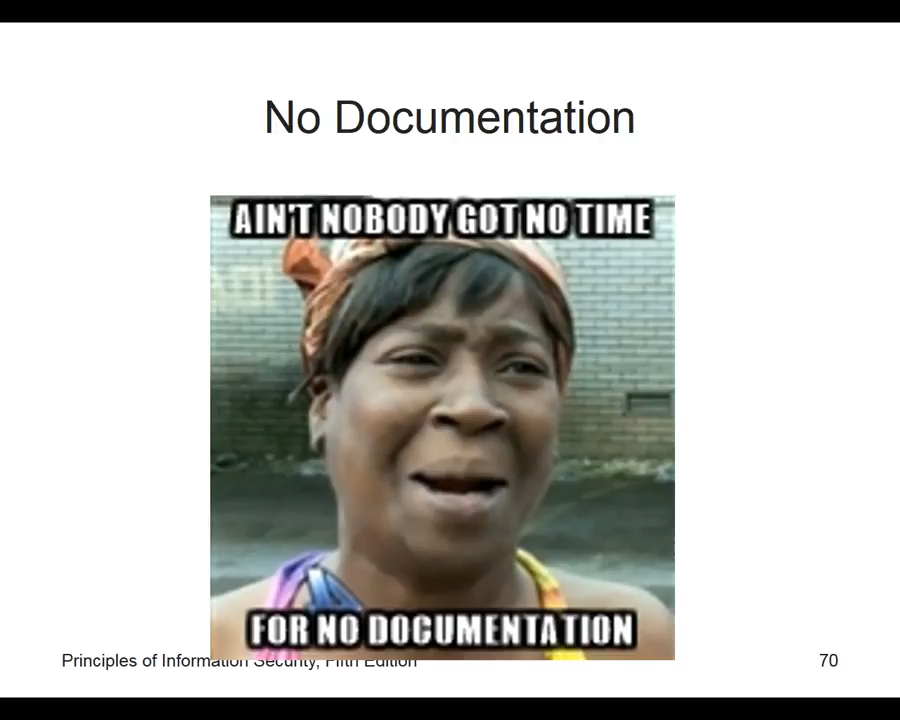 No Documentation
AIN'T NOBODY GOT NO TIME
FOR NO DOCUMENTATION
Principles of Information Security, Fifth Edition
70